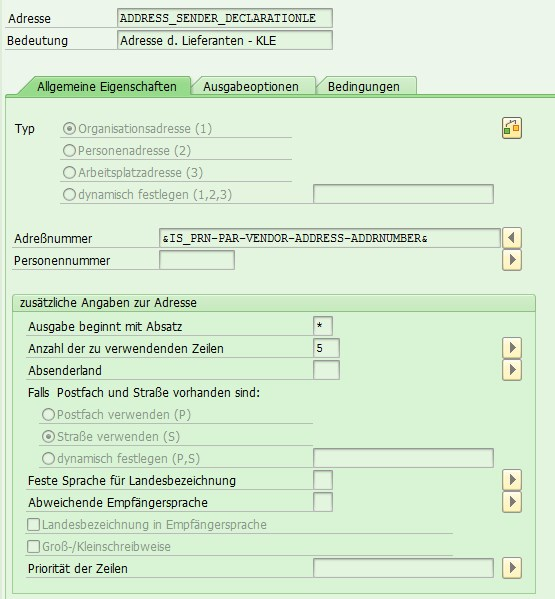 Adresse ADDRESS_SENDER_DECLARATIONLE
Bedeutung Adresse d. Lieferanten - KLE
Allgemeine Eigenschaften Ausgabeoptionen Bedingungen
Typ Organisationsadresse (1)
Personenadresse (2)
Arbeitsplatzadresse (3)
dynamisch festlegen (1,2,3)
Adreßnummer &IS_PRN-PAR-VENDOR-ADDRESS-ADDRNUMBER&
Personennummer
zusätzliche Angaben zur Adresse
Ausgabe beginnt mit Absatz *
Anzahl der zu verwendenden Zeilen 5
Absenderland
Falls Postfach und Straße vorhanden sind:
Postfach verwenden (P)
Straße verwenden (S)
dynamisch festlegen (P,S)
Feste Sprache für Landesbezeichnung
Abweichende Empfängersprache
Landesbezeichnung in Empfängersprache
Groß-/Kleinschreibweise
Priorität der Zeilen